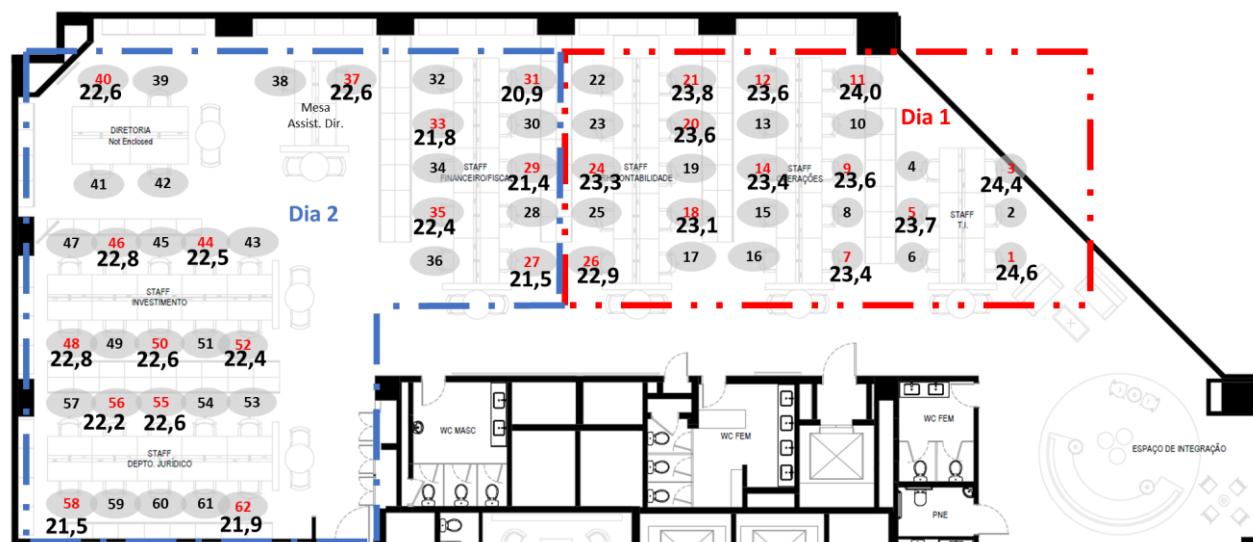 40 39 38 37 32 31 22 21 12 11
22,6 22,6 20,9 23,8 23,6 24,0
Mesa
Assist. Dir.
DIRETORIA
Not Enclosed
33 30 23 20 13 10
21,8 23,6
Dia 1
34 29 24 19 14 9 4 3
STAFF
FINANCEIRO/FISCAL
STAFF
STAFF
21,4 23,3 23,4 23,6 24,4
41 42
Dia 2
35 28 25 18 15 8 5 2
22,4 23,1 23,7
STAFF
T.I.
47 46 45 44 43
22,8 22,5
36 27 26 17 16 7 6 1
21,5 22,9 23,4 24,6
STAFF
INVESTIMENTO
48 49 50 51 52
22,8 22,6 22,4
57 56 55 54 53
22,2 22,6
WC MASC
WC FEM
WC FEM
ESPAÇO DE INTEGRAÇÃO
STAFF
DEPTO. JURÍDICO
58 59 60 61 62
21,5 21,9
PNE